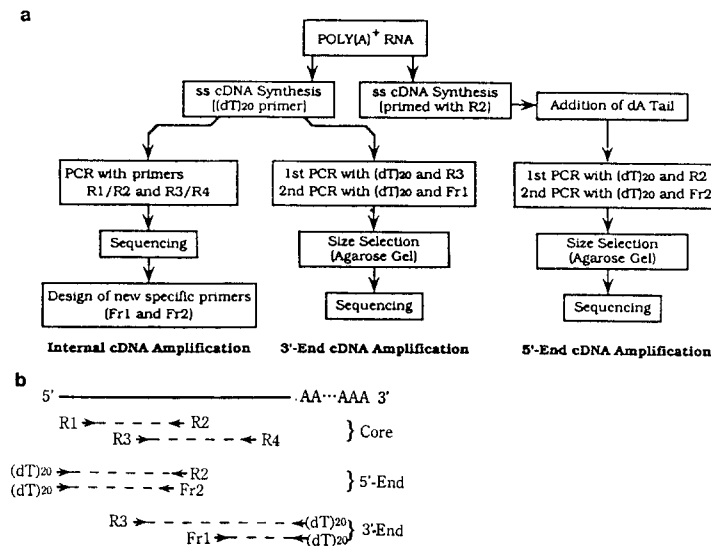 a
POLY(A)+ RNA
ss cDNA Synthesis
((dT)20 primer)
ss cDNA Synthesis
(primed with R2)
Addition of dA Tail
PCR with primers
R1/R2 and R3/R4
1st PCR with (dT)20 and R3
2nd PCR with (dT)20 and Fr1
1st PCR with (dT)20 and R2
2nd PCR with (dT)20 and Fr2
Sequencing
Size Selection
(Agarose Gel)
Size Selection
(Agarose Gel)
Design of new specific primers
(Fr1 and Fr2)
Sequencing
Sequencing
Internal cDNA Amplification
3'-End cDNA Amplification
5'-End cDNA Amplification
b
5' AA···AAA 3'
R1 R2
R3 R4
} Core
(dT)20 R2
(dT)20 Fr2
} 5'-End
R3 (dT)20
Fr1 (dT)20
} 3'-End